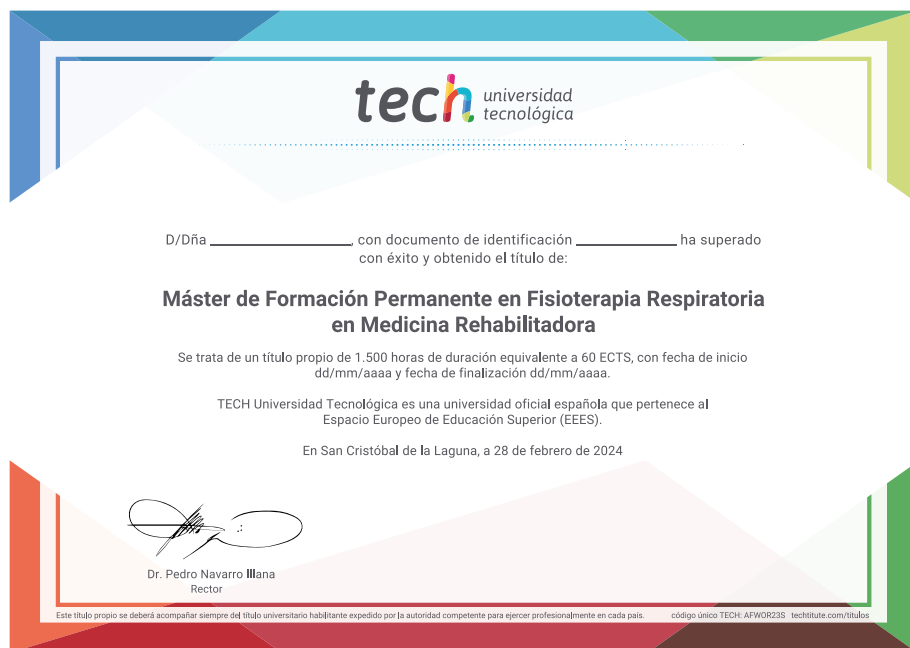 tech universidad
tecnológica
D/Dña ____________________, con documento de identificación ______________ ha superado
con éxito y obtenido el título de:
Máster de Formación Permanente en Fisioterapia Respiratoria
en Medicina Rehabilitadora
Se trata de un título propio de 1.500 horas de duración equivalente a 60 ECTS, con fecha de inicio
dd/mm/aaaa y fecha de finalización dd/mm/aaaa.
TECH Universidad Tecnológica es una universidad oficial española que pertenece al
Espacio Europeo de Educación Superior (EEES).
En San Cristóbal de la Laguna, a 28 de febrero de 2024
Dr. Pedro Navarro Illana
Rector
Este título propio se deberá acompañar siempre del título universitario habilitante expedido por la autoridad competente para ejercer profesionalmente en cada país. código único TECH: AFWOR23S techtitute.com/titulos